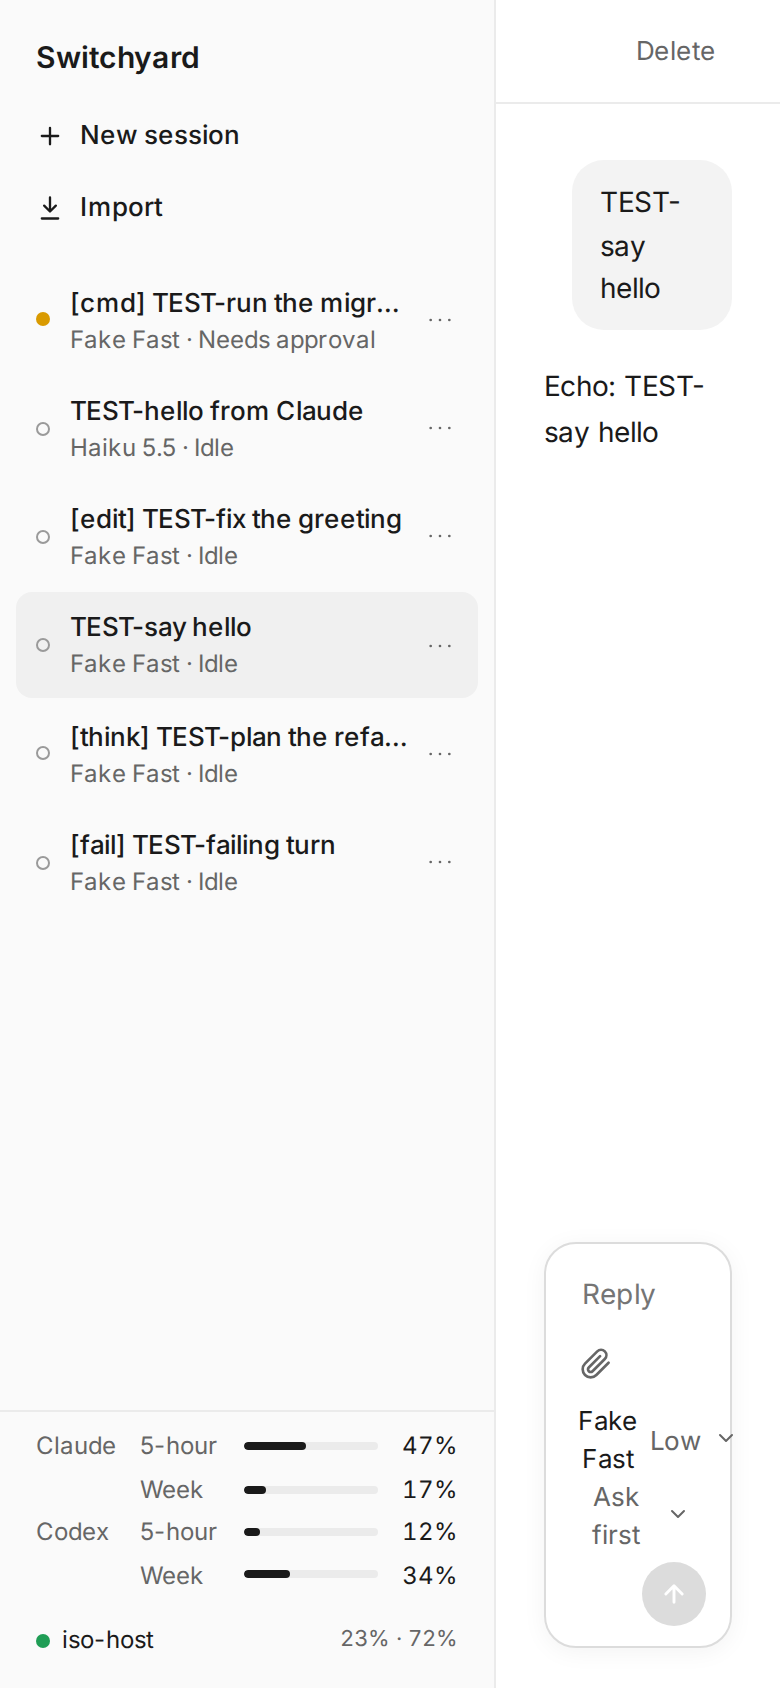 Switchyard
New session
Import
[cmd] TEST-run the migr...
Fake Fast · Needs approval
TEST-hello from Claude
Haiku 5.5 · Idle
[edit] TEST-fix the greeting
Fake Fast · Idle
TEST-say hello
Fake Fast · Idle
[think] TEST-plan the refa...
Fake Fast · Idle
[fail] TEST-failing turn
Fake Fast · Idle
Claude 5-hour 47%
Week 17%
Codex 5-hour 12%
Week 34%
iso-host 23% · 72%
Delete
TEST-
say
hello
Echo: TEST-
say hello
Reply
Fake
Fast
Low
Ask
first